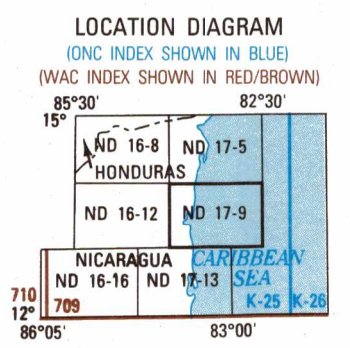 LOCATION DIAGRAM
(ONC INDEX SHOWN IN BLUE)
(WAC INDEX SHOWN IN RED/BROWN)
85°30' 82°30'
15°
ND 16-8 ND 17-5
HONDURAS
ND 16-12 ND 17-9
NICARAGUA CARIBBEAN
ND 16-16 ND 17-13 SEA
710 709 K-25 K-26
12°
86°05' 83°00'